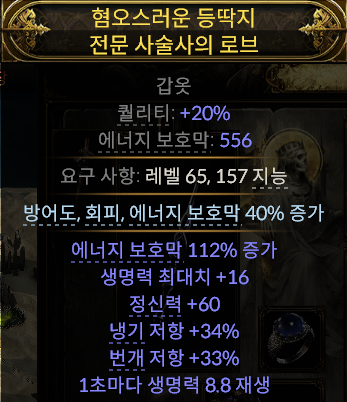 혐오스러운 등딱지
전문 사술사의 로브
갑옷
퀄리티: +20%
에너지 보호막: 556
요구 사항: 레벨 65, 157 지능
방어도, 회피, 에너지 보호막 40% 증가
에너지 보호막 112% 증가
생명력 최대치 +16
정신력 +60
냉기 저항 +34%
번개 저항 +33%
1초마다 생명력 8.8 재생